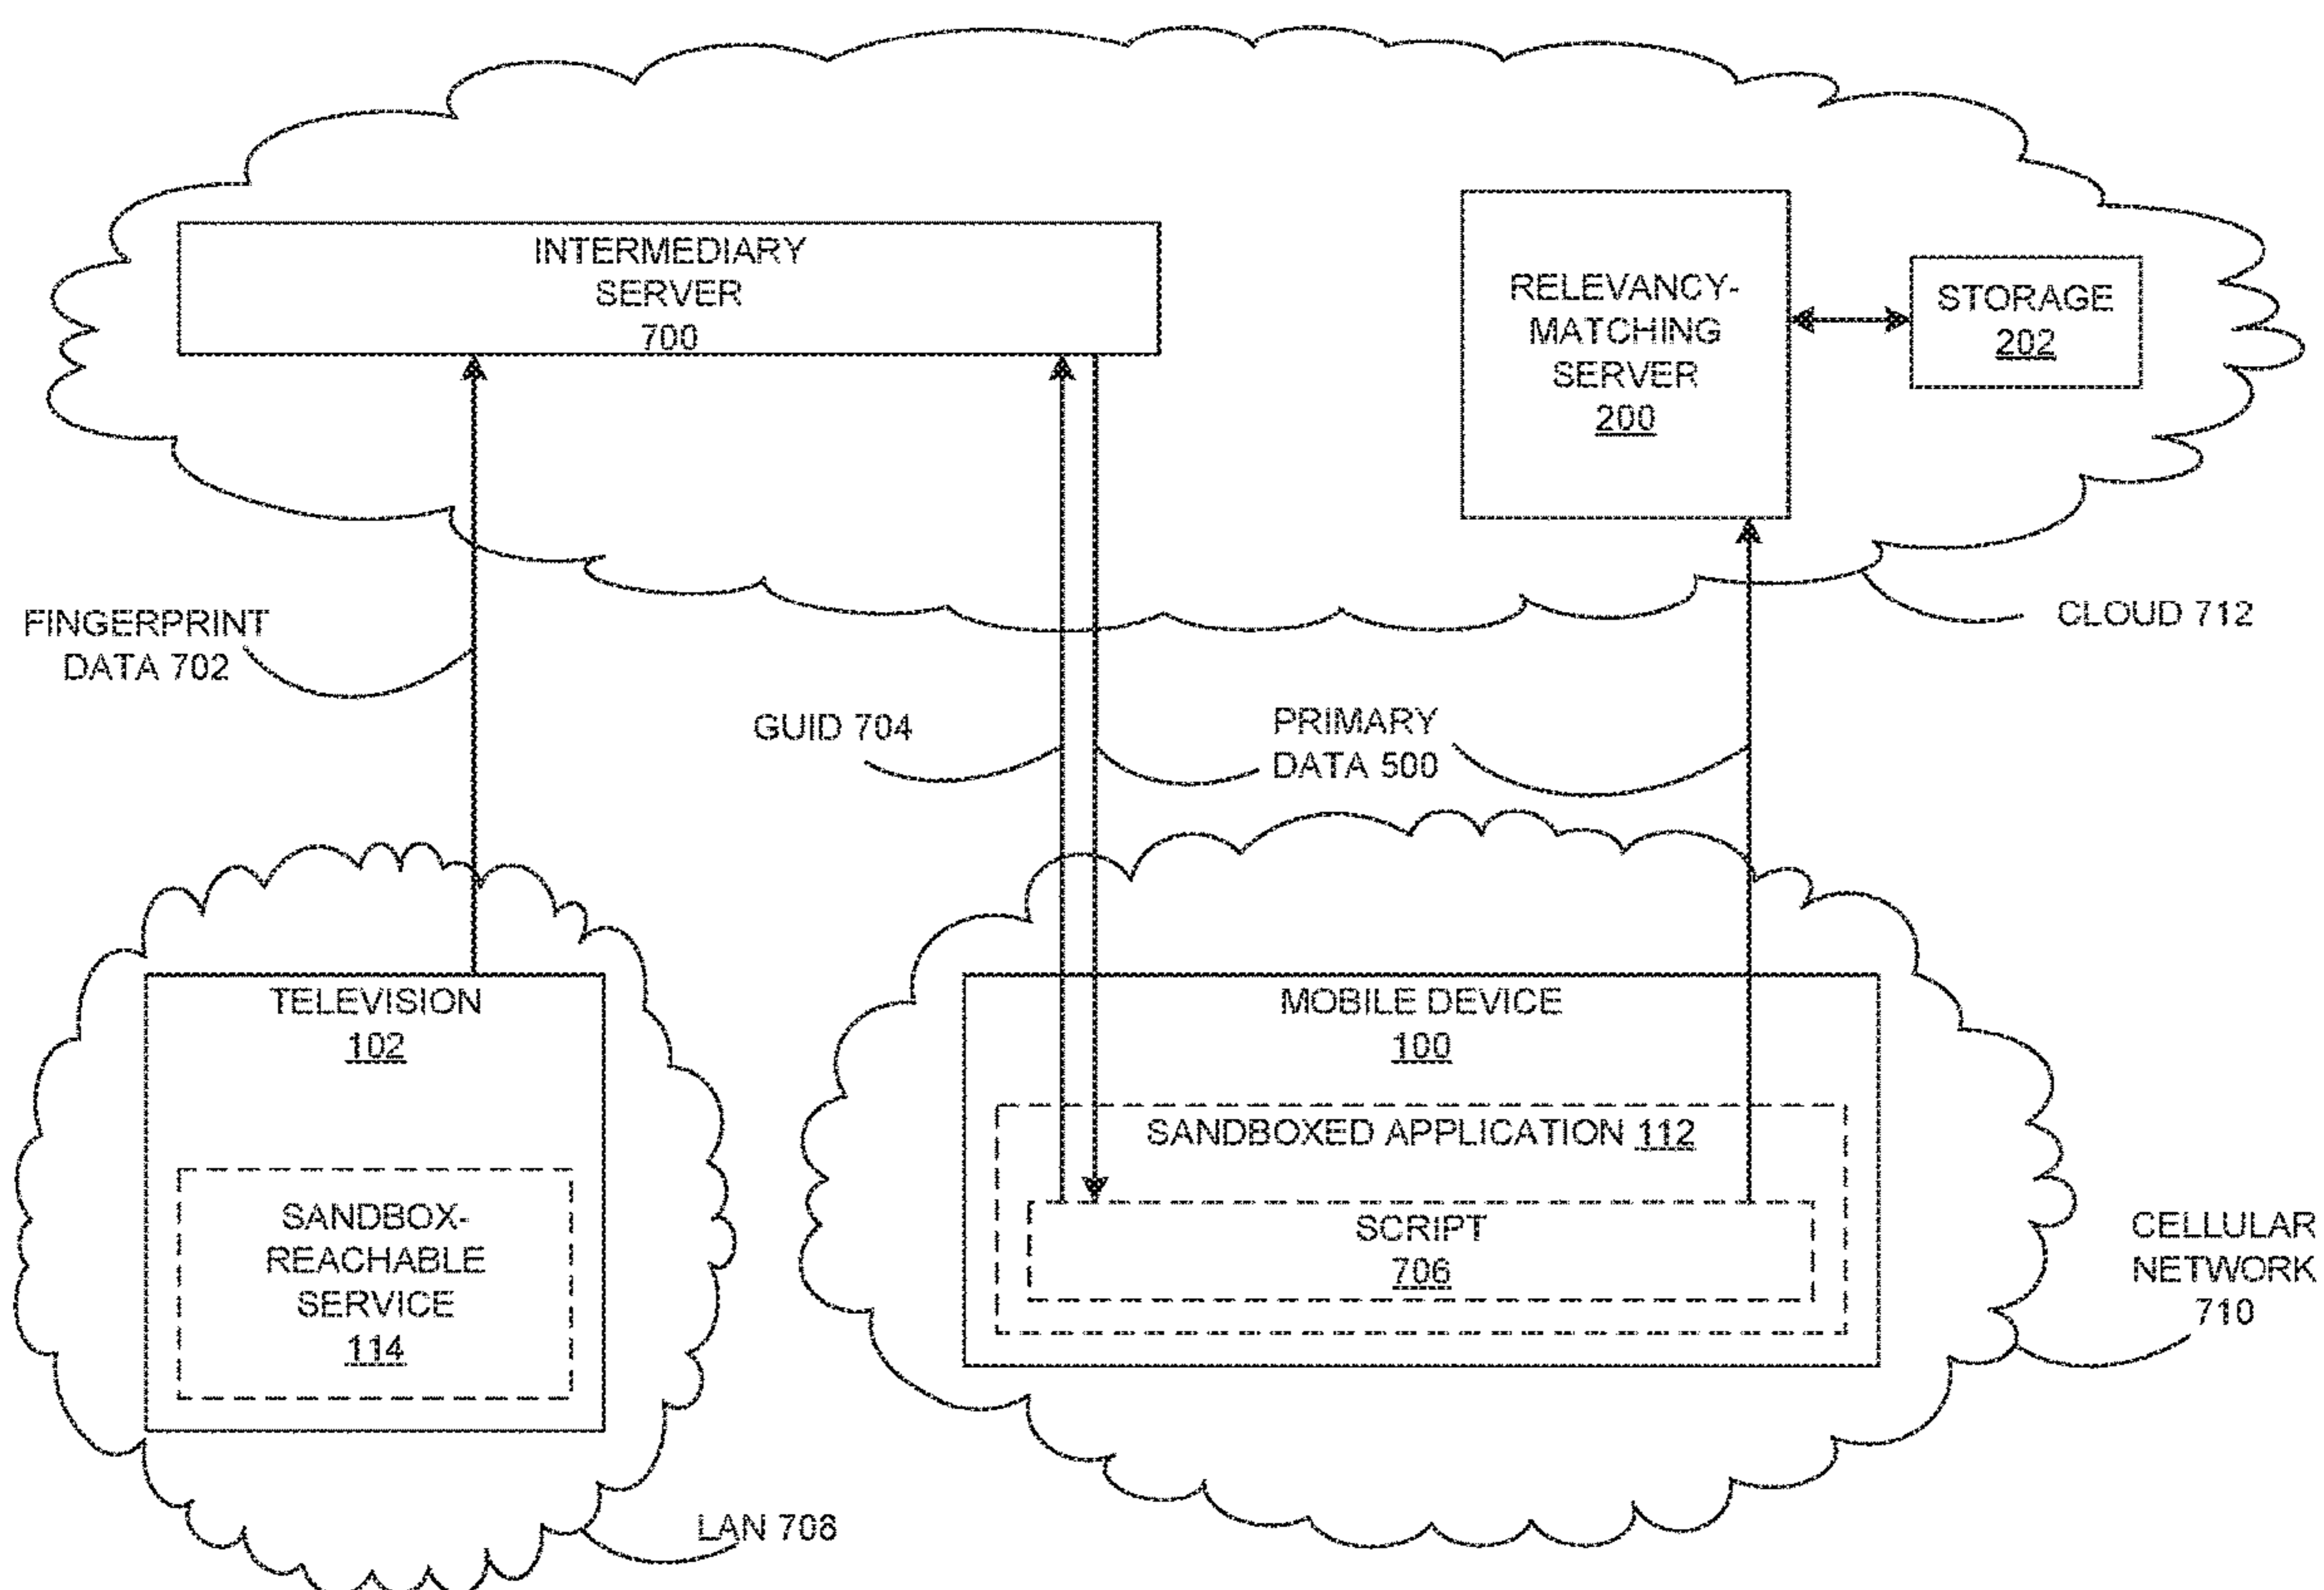 INTERMEDIARY
SERVER
700
RELEVANCY-
MATCHING
SERVER
200
STORAGE
202
FINGERPRINT
DATA 702
GUID 704
PRIMARY
DATA 500
CLOUD 712
TELEVISION
102
SANDBOX-
REACHABLE
SERVICE
114
MOBILE DEVICE
100
SANDBOXED APPLICATION 112
SCRIPT
706
CELLULAR
NETWORK
710
LAN 708